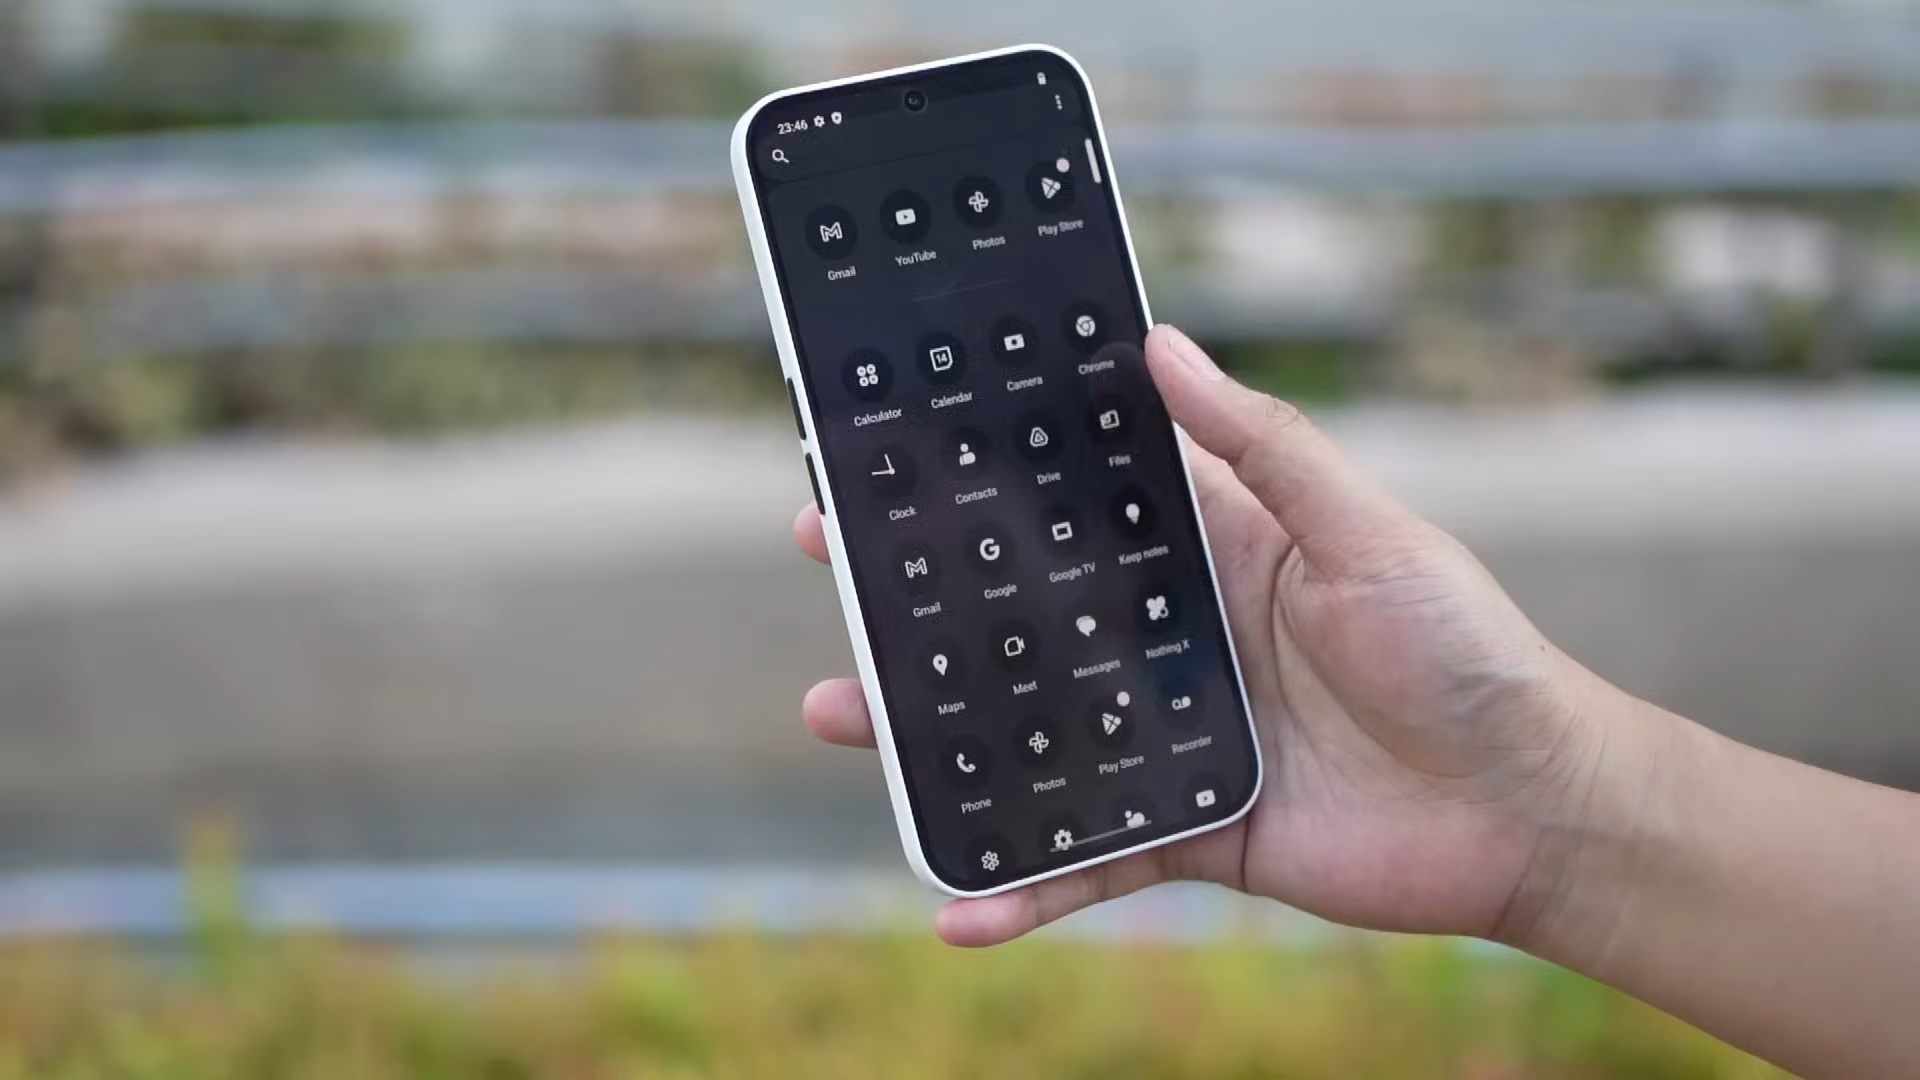 23:46
Gmail YouTube Photos Play Store
14
Calculator Calendar Camera Chrome
Clock Contacts Drive Files
G
Gmail Google Google TV Keep notes
Maps Meet Messages Nothing X
Phone Photos Play Store Recorder